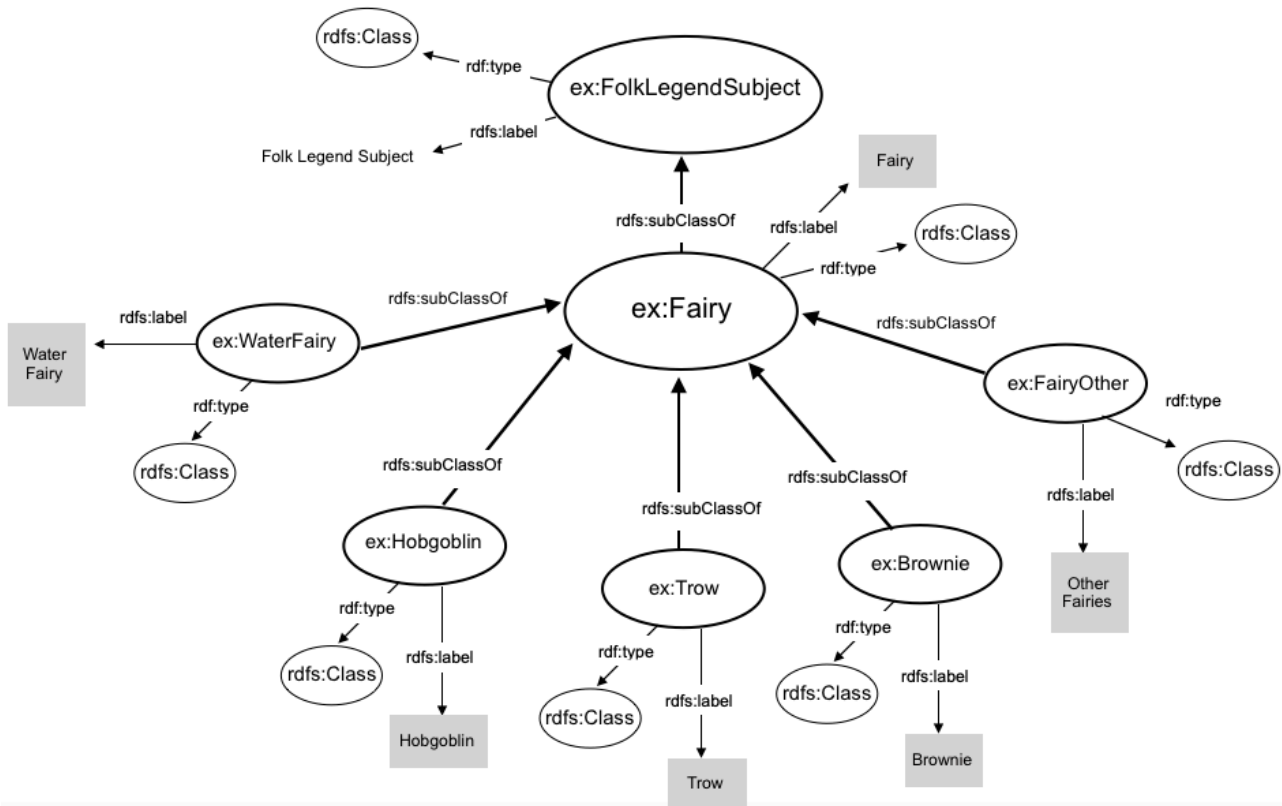 rdfs:Class
rdf:type
ex:FolkLegendSubject
rdfs:label
Folk Legend Subject
Fairy
rdfs:subClassOf
rdfs:label
rdfs:Class
rdf:type
rdfs:subClassOf
ex:Fairy
rdfs:label
rdfs:subClassOf
ex:WaterFairy
Water
Fairy
ex:FairyOther
rdf:type
rdf:type
rdfs:Class
rdfs:subClassOf
rdfs:Class
rdfs:subClassOf
rdfs:label
rdfs:subClassOf
ex:Hobgoblin
ex:Brownie
ex:Trow
Other
Fairies
rdf:type
rdf:type
rdf:type
rdfs:label
rdfs:Class
rdfs:label
rdfs:Class
rdfs:label
rdfs:Class
Hobgoblin
Brownie
Trow